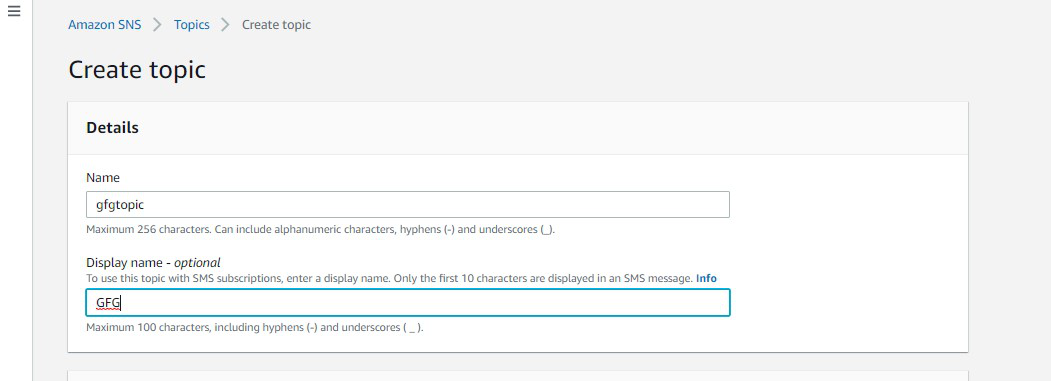 Amazon SNS > Topics > Create topic
Create topic
Details
Name
gfgtopic
Maximum 256 characters. Can include alphanumeric characters, hyphens (-) and underscores (_).
Display name - optional
To use this topic with SMS subscriptions, enter a display name. Only the first 10 characters are displayed in an SMS message. Info
GFG
Maximum 100 characters, including hyphens (-) and underscores ( _ ).